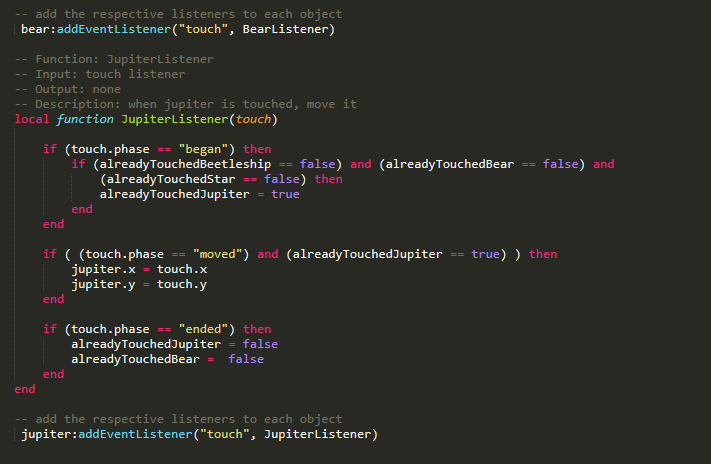 -- add the respective listeners to each object
bear:addEventListener("touch", BearListener)
-- Function: JupiterListener
-- Input: touch listener
-- Output: none
-- Description: when jupiter is touched, move it
local function JupiterListener(touch)
if (touch.phase == "began") then
if (alreadyTouchedBeetleship == false) and (alreadyTouchedBear == false) and
(alreadyTouchedStar == false) then
alreadyTouchedJupiter = true
end
end
if ( (touch.phase == "moved") and (alreadyTouchedJupiter == true) ) then
jupiter.x = touch.x
jupiter.y = touch.y
end
if (touch.phase == "ended") then
alreadyTouchedJupiter = false
alreadyTouchedBear =  false
end
end
-- add the respective listeners to each object
jupiter:addEventListener("touch", JupiterListener)